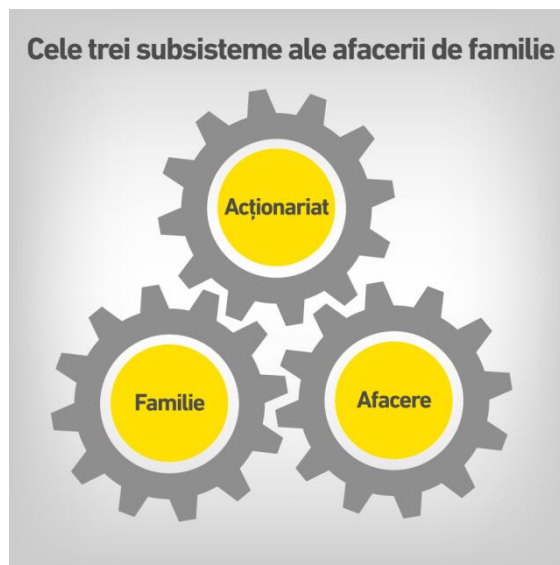 Cele trei subsisteme ale afacerii de familie
Acționariat
Familie
Afacere